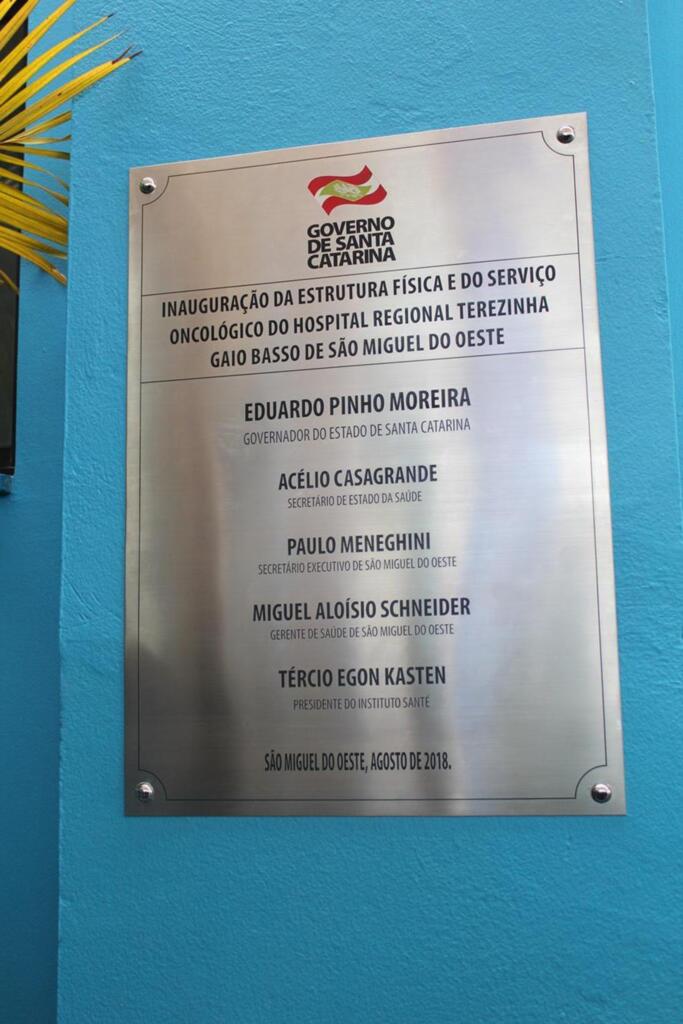 GOVERNO
DE SANTA
CATARINA
INAUGURAÇÃO DA ESTRUTURA FÍSICA E DO SERVIÇO
ONCOLÓGICO DO HOSPITAL REGIONAL TEREZINHA
GAIO BASSO DE SÃO MIGUEL DO OESTE
EDUARDO PINHO MOREIRA
GOVERNADOR DO ESTADO DE SANTA CATARINA
ACÉLIO CASAGRANDE
SECRETÁRIO DE ESTADO DA SAÚDE
PAULO MENEGHINI
SECRETÁRIO EXECUTIVO DE SÃO MIGUEL DO OESTE
MIGUEL ALOÍSIO SCHNEIDER
GERENTE DE SAÚDE DE SÃO MIGUEL DO OESTE
TÉRCIO EGON KASTEN
PRESIDENTE DO INSTITUTO SANTÉ
SÃO MIGUEL DO OESTE, AGOSTO DE 2018.